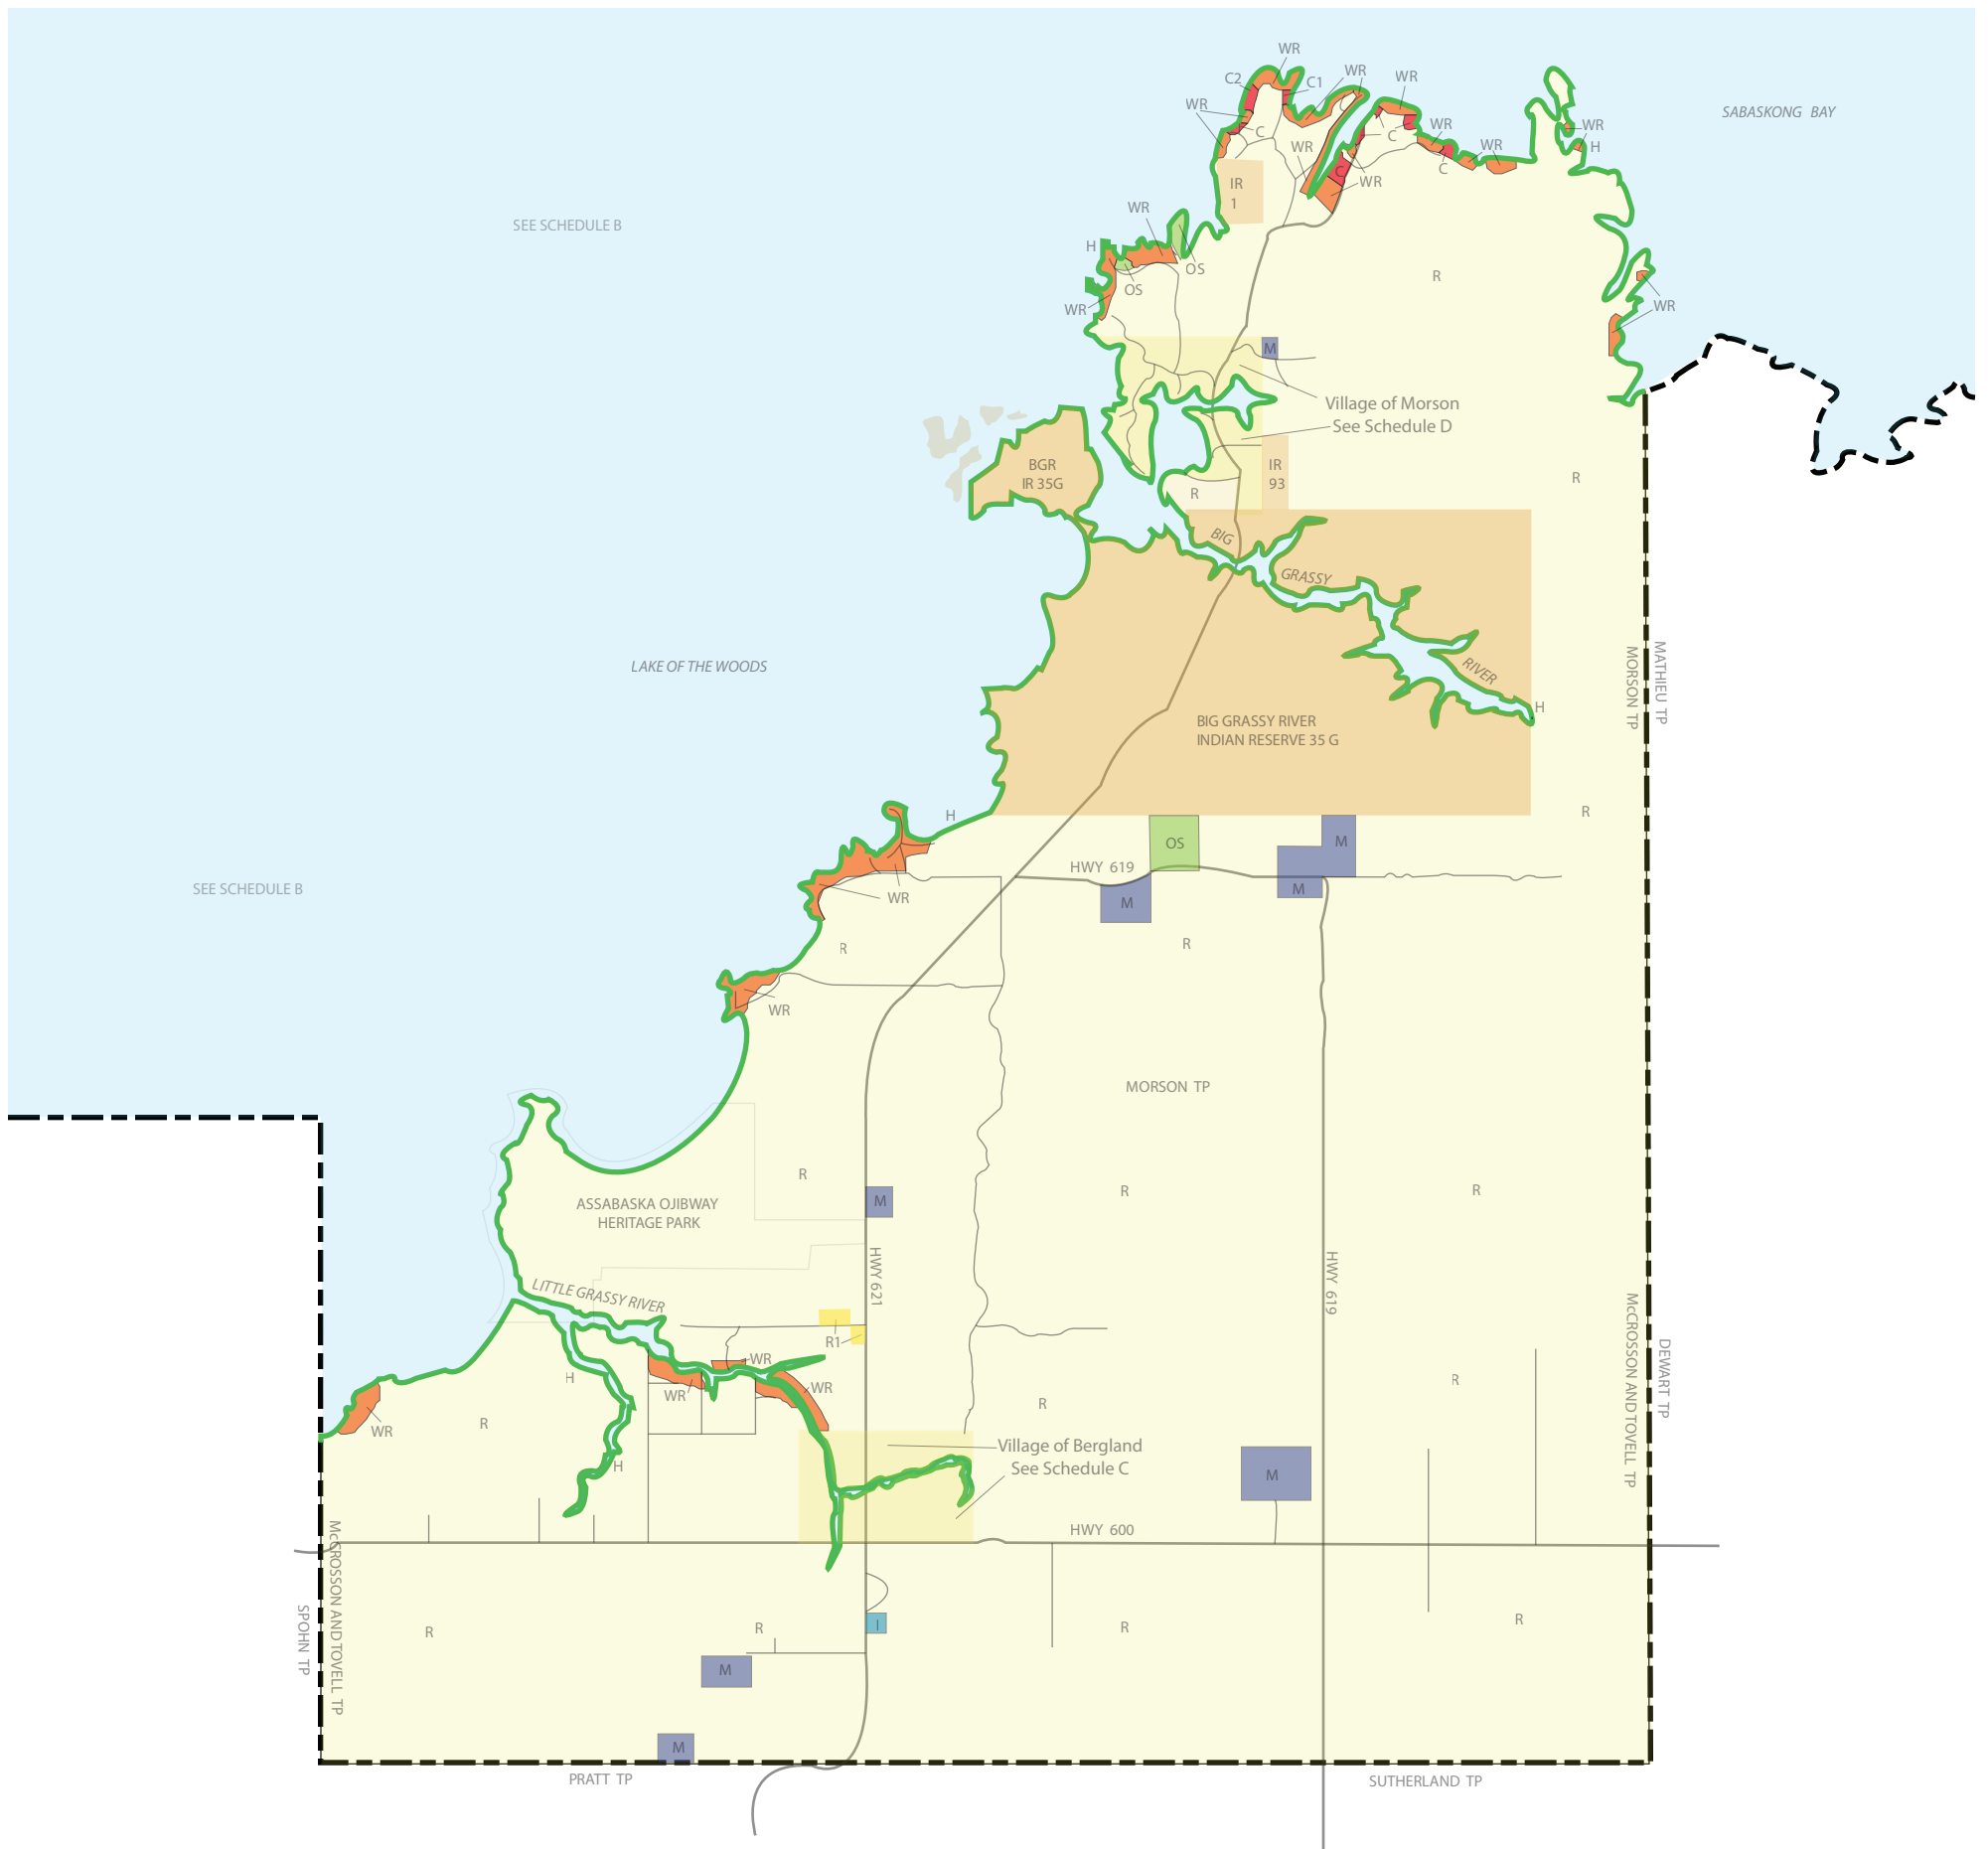 WR
C2
C1
WR
WR
WR
SABASKONG BAY
C
C
WR
WR
WR
H
WR
C
C
WR
IR
1
WR
SEE SCHEDULE B
H
OS
R
OS
WR
WR
M
Village of Morson
See Schedule D
BGR
IR 35G
IR
93
R
R
BIG
GRASSY
RIVER
LAKE OF THE WOODS
MATHIEU TP
MORSON TP
H
BIG GRASSY RIVER
INDIAN RESERVE 35 G
H
R
OS
M
HWY 619
SEE SCHEDULE B
M
M
WR
R
R
WR
MORSON TP
R
R
R
M
ASSABASKA OJIBWAY
HERITAGE PARK
HWY 621
HWY 619
LITTLE GRASSY RIVER
R1
McCROSSON AND TOVELL TP
DEWART TP
WR
H
WR
WR
R
R
R
WR
Village of Bergland
See Schedule C
H
M
HWY 600
McCROSSON AND TOVELL TP
SPOHN TP
R
R
I
R
R
M
M
PRATT TP
SUTHERLAND TP